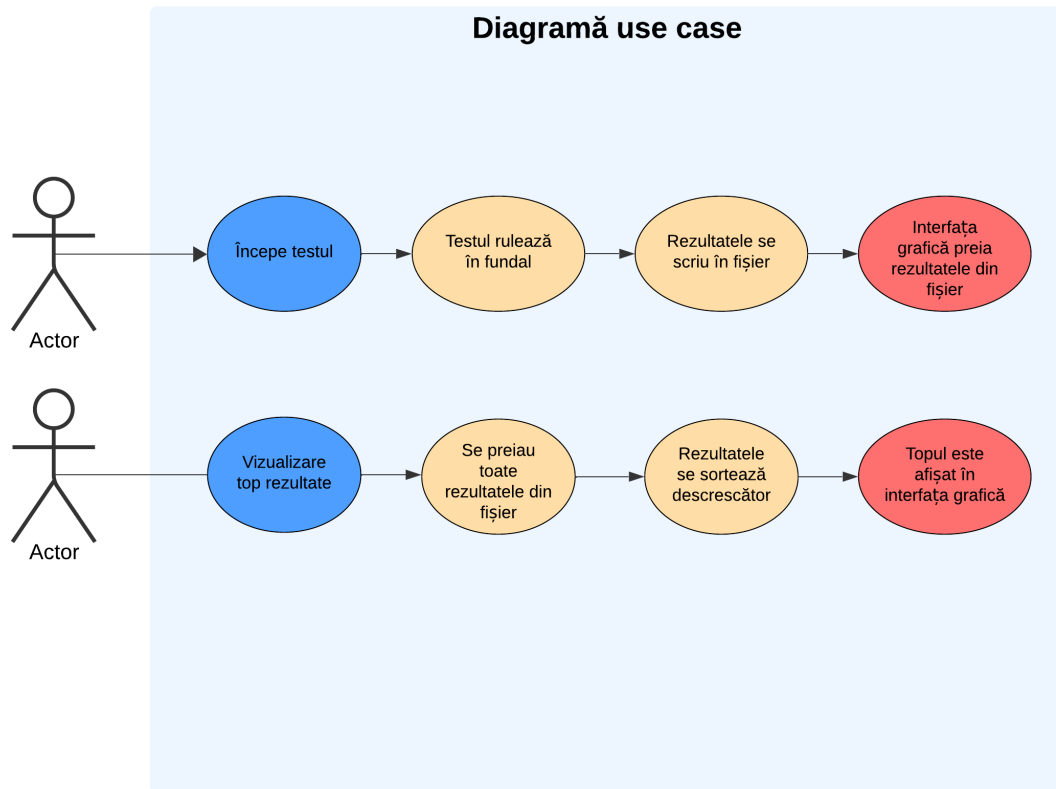 Diagramă use case
Începe testul
Testul rulează
în fundal
Rezultatele se
scriu în fișier
Interfața
grafică preia
rezultatele din
fișier
Actor
Vizualizare
top rezultate
Se preiau
toate
rezultatele din
fișier
Rezultatele
se sortează
descrescător
Topul este
afișat în
interfața grafică
Actor